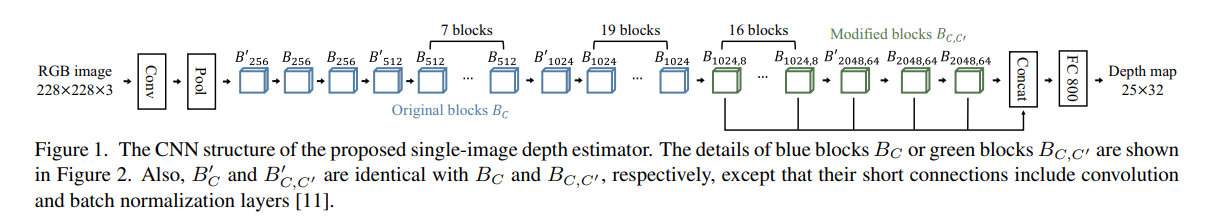 7 blocks
19 blocks
16 blocks
Modified blocks B_{C,C′}
RGB image
228×228×3
Conv
Pool
B′_{256} B_{256} B_{256} B′_{512} B_{512} ... B_{512} B′_{1024} B_{1024} ... B_{1024} B_{1024,8} ... B_{1024,8} B′_{2048,64} B_{2048,64} B_{2048,64}
Concat
FC 800
Depth map
25×32
Original blocks B_C
Figure 1. The CNN structure of the proposed single-image depth estimator. The details of blue blocks B_C or green blocks B_{C,C′} are shown
in Figure 2. Also, B′_C and B′_{C,C′} are identical with B_C and B_{C,C′}, respectively, except that their short connections include convolution
and batch normalization layers [11].